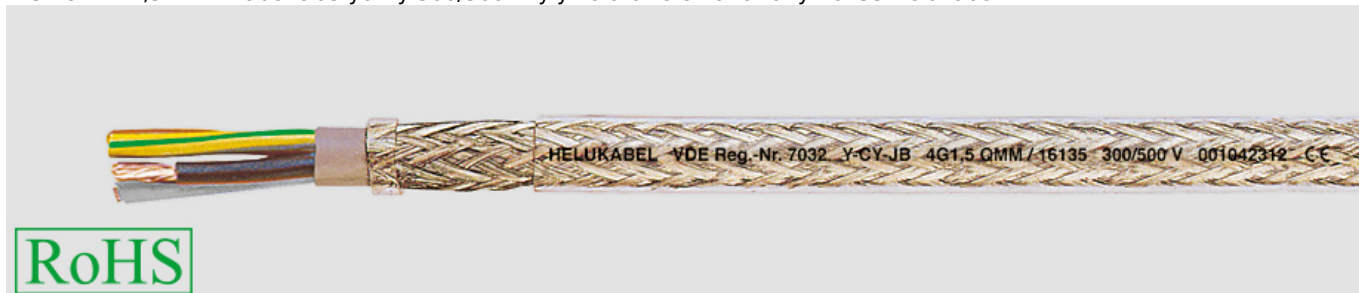 HELUKABEL VDE Reg.-Nr. 7032 Y-CY-JB 4G1,5 QMM / 16135 300/500 V 001042312 CE
RoHS